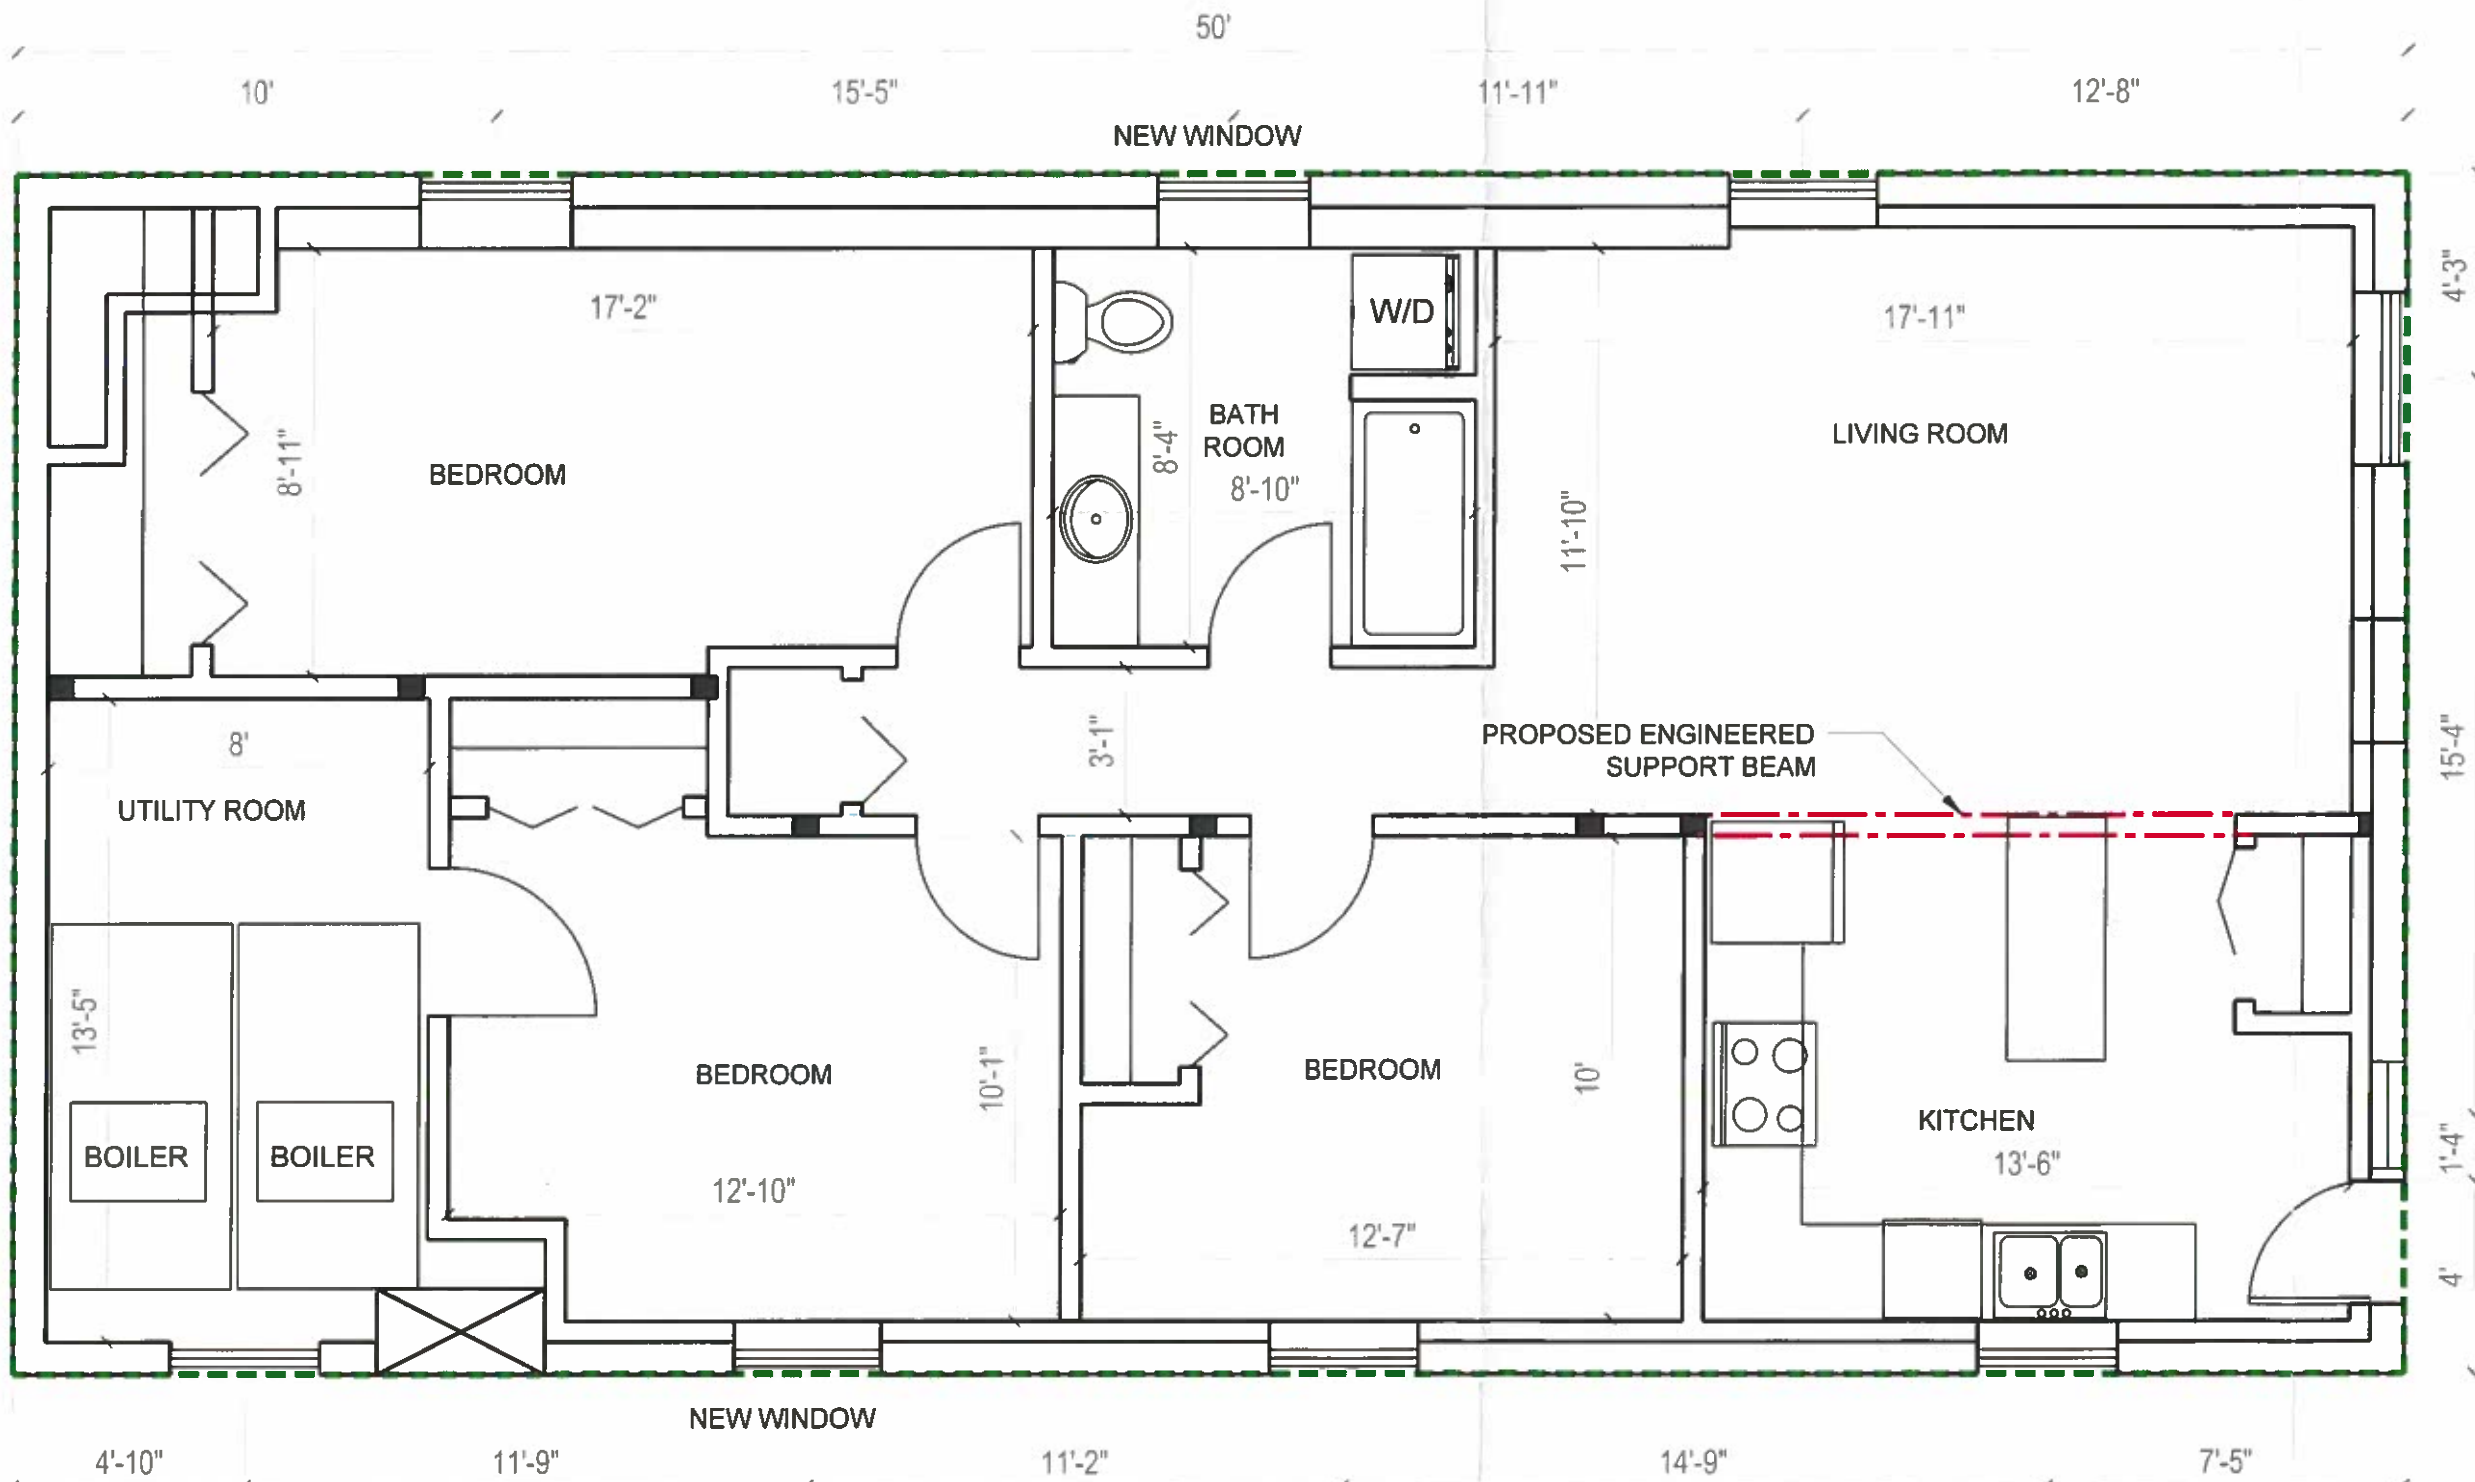 50'
10'
15'-5"
11'-11"
12'-8"
NEW WINDOW
17'-2"
W/D
17'-11"
4'-3"
8'-11"
BEDROOM
8'-4"
BATH
ROOM
8'-10"
LIVING ROOM
11'-10"
8'
UTILITY ROOM
3'-1"
PROPOSED ENGINEERED
SUPPORT BEAM
15'-4"
13'-5"
BOILER
BOILER
BEDROOM
10'-1"
12'-10"
BEDROOM
10'
12'-7"
KITCHEN
13'-6"
1'-4"
4'
NEW WINDOW
4'-10"
11'-9"
11'-2"
14'-9"
7'-5"